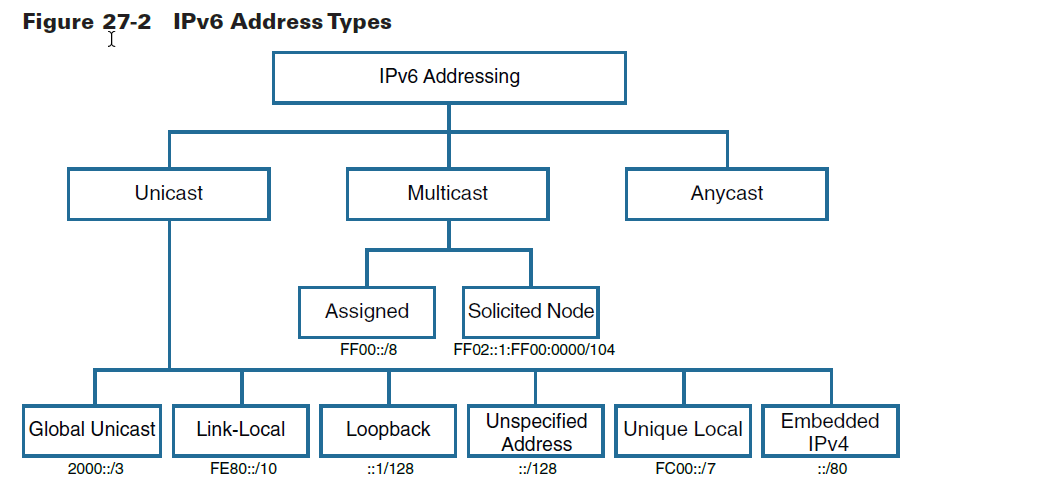 Figure 27-2 IPv6 Address Types
IPv6 Addressing
Unicast
Multicast
Anycast
Assigned
Solicited Node
FF00::/8
FF02::1:FF00:0000/104
Global Unicast
Link-Local
Loopback
Unspecified
Address
Unique Local
Embedded
IPv4
2000::/3
FE80::/10
::1/128
::/128
FC00::/7
::/80